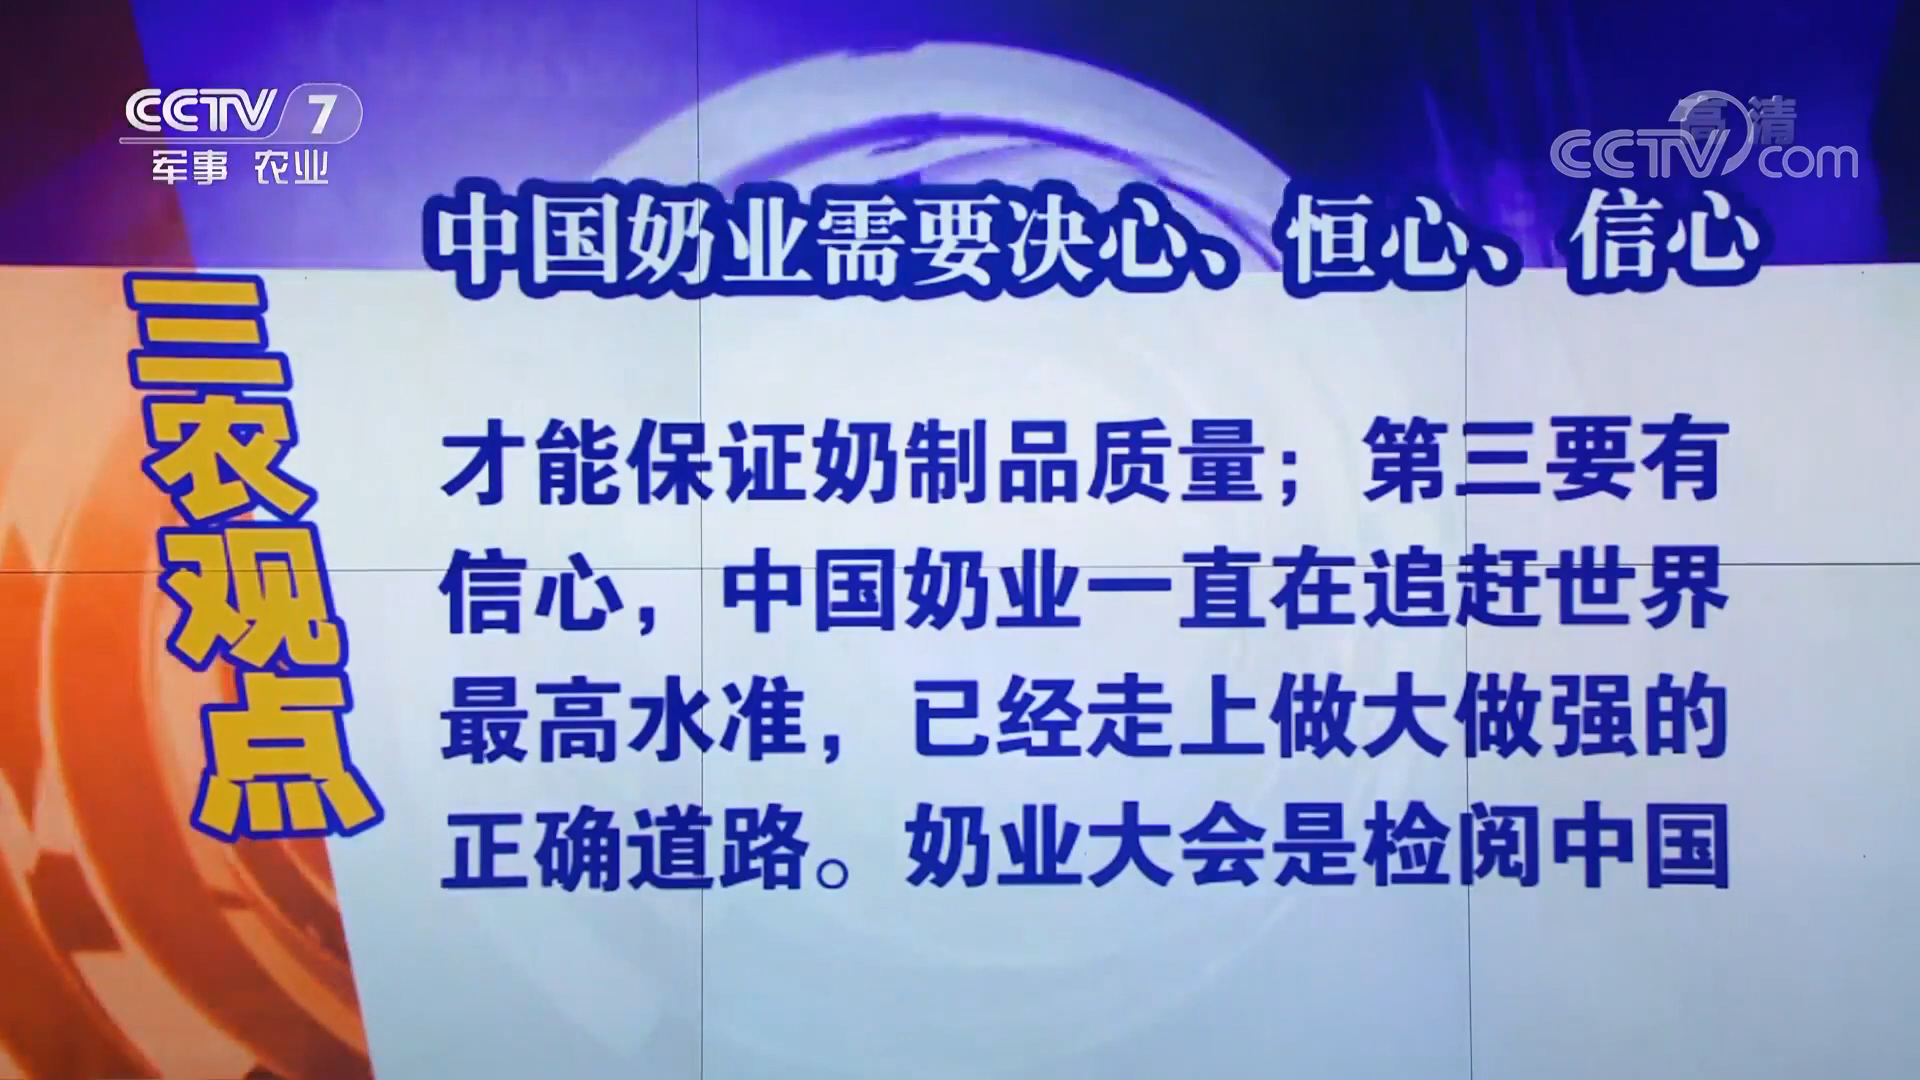 CCTV 7
军事 农业
高清
CCTV.com
中国奶业需要决心、恒心、信心
三农观点
才能保证奶制品质量；第三要有
信心，中国奶业一直在追赶世界
最高水准，已经走上做大做强的
正确道路。奶业大会是检阅中国